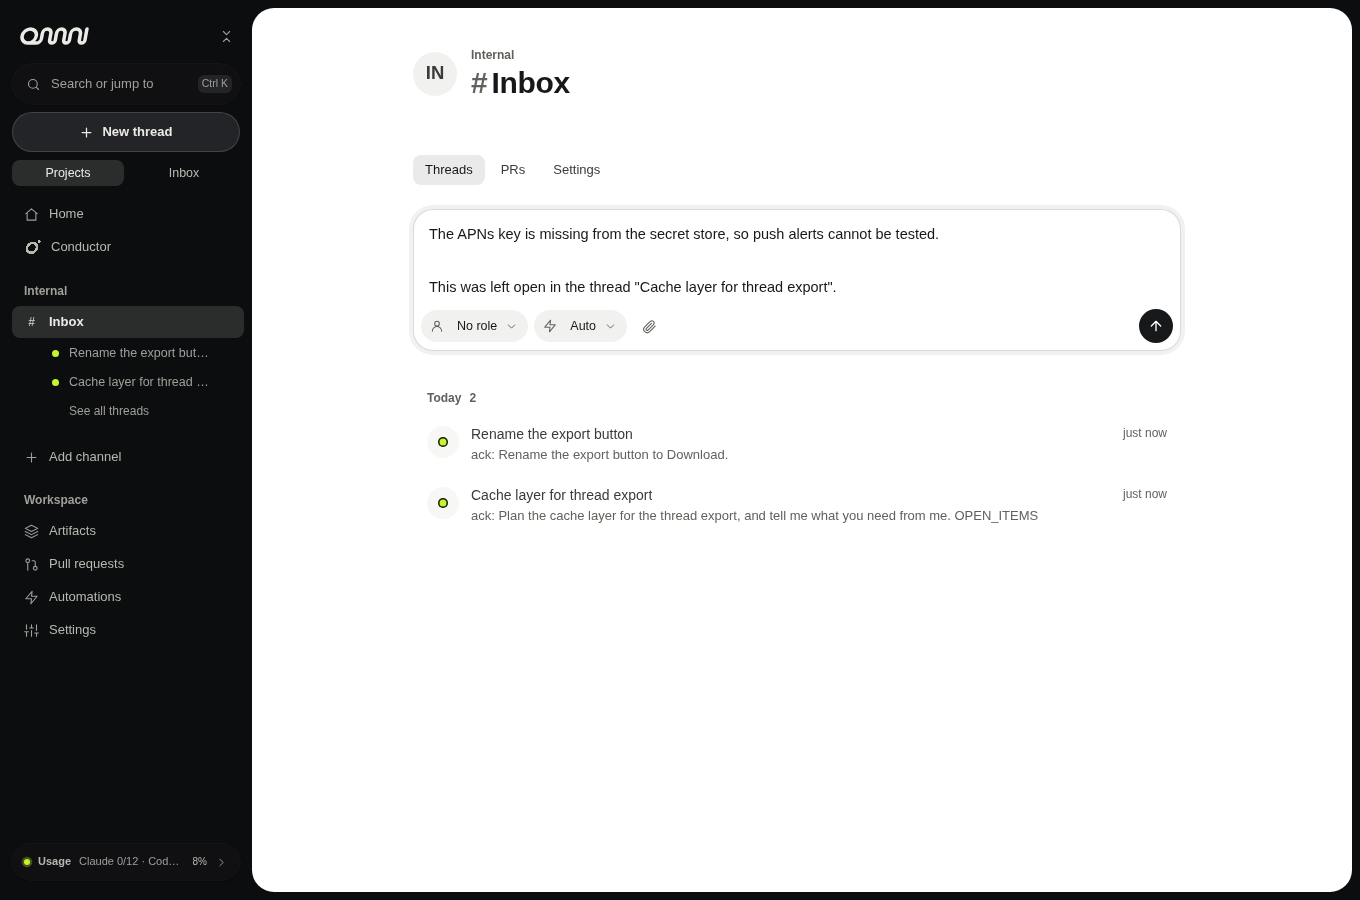 omni
Search or jump to
Ctrl K
New thread
Projects
Inbox
Home
Conductor
Internal
# Inbox
Rename the export but…
Cache layer for thread …
See all threads
Add channel
Workspace
Artifacts
Pull requests
Automations
Settings
Usage Claude 0/12 · Cod… 8%
IN
Internal
# Inbox
Threads
PRs
Settings
The APNs key is missing from the secret store, so push alerts cannot be tested.
This was left open in the thread "Cache layer for thread export".
No role
Auto
Today 2
Rename the export button
just now
ack: Rename the export button to Download.
Cache layer for thread export
just now
ack: Plan the cache layer for the thread export, and tell me what you need from me. OPEN_ITEMS